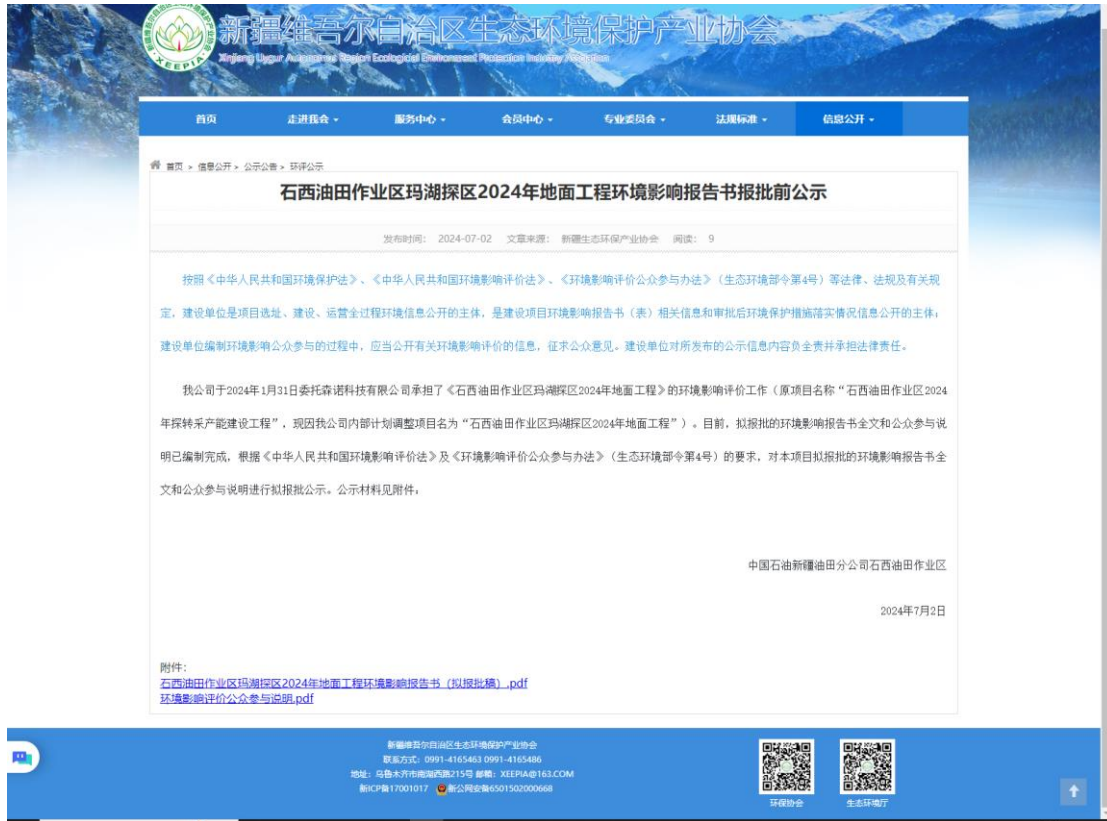 新疆维吾尔自治区生态环境保护产业协会
Xinjiang Uygur Autonomous Region Ecological Environment Protection Industry
XEEPIA
首页 走进我会 服务中心 会员中心 专业委员会 法规标准 信息公开
首页 > 信息公开 > 公示公告 > 环评公示
石西油田作业区玛湖探区2024年地面工程环境影响报告书报批前公示
发布时间： 2024-07-02 文章来源： 新疆生态环保产业协会 阅读： 9
按照《中华人民共和国环境保护法》、《中华人民共和国环境影响评价法》、《环境影响评价公众参与办法》（生态环境部令第4号）等法律、法规及有关规
定，建设单位是项目选址、建设、运营全过程环境信息公开的主体，是建设项目环境影响报告书（表）相关信息和审批后环境保护措施落实情况信息公开的主体；
建设单位编制环境影响公众参与的过程中，应当公开有关环境影响评价的信息，征求公众意见。建设单位对所发布的公示信息内容负全责并承担法律责任。
我公司于2024年1月31日委托森诺科技有限公司承担了《石西油田作业区玛湖探区2024年地面工程》的环境影响评价工作（原项目名称“石西油田作业区2024
年探转采产能建设工程”，现因我公司内部计划调整项目名为“石西油田作业区玛湖探区2024年地面工程”）。目前，拟报批的环境影响报告书全文和公众参与说
明已编制完成，根据《中华人民共和国环境影响评价法》及《环境影响评价公众参与办法》（生态环境部令第4号）的要求，对本项目拟报批的环境影响报告书全
文和公众参与说明进行拟报批公示。公示材料见附件；
中国石油新疆油田分公司石西油田作业区
2024年7月2日
附件：
石西油田作业区玛湖探区2024年地面工程环境影响报告书（拟报批稿）.pdf
环境影响评价公众参与说明.pdf
新疆维吾尔自治区生态环境保护产业协会
联系方式：0991-4165463 0991-4165486
地址：乌鲁木齐市南湖西路215号 邮箱：XEEPIA@163.COM
新ICP备17001017 新公网安备6501502000668
环保协会 生态环境厅